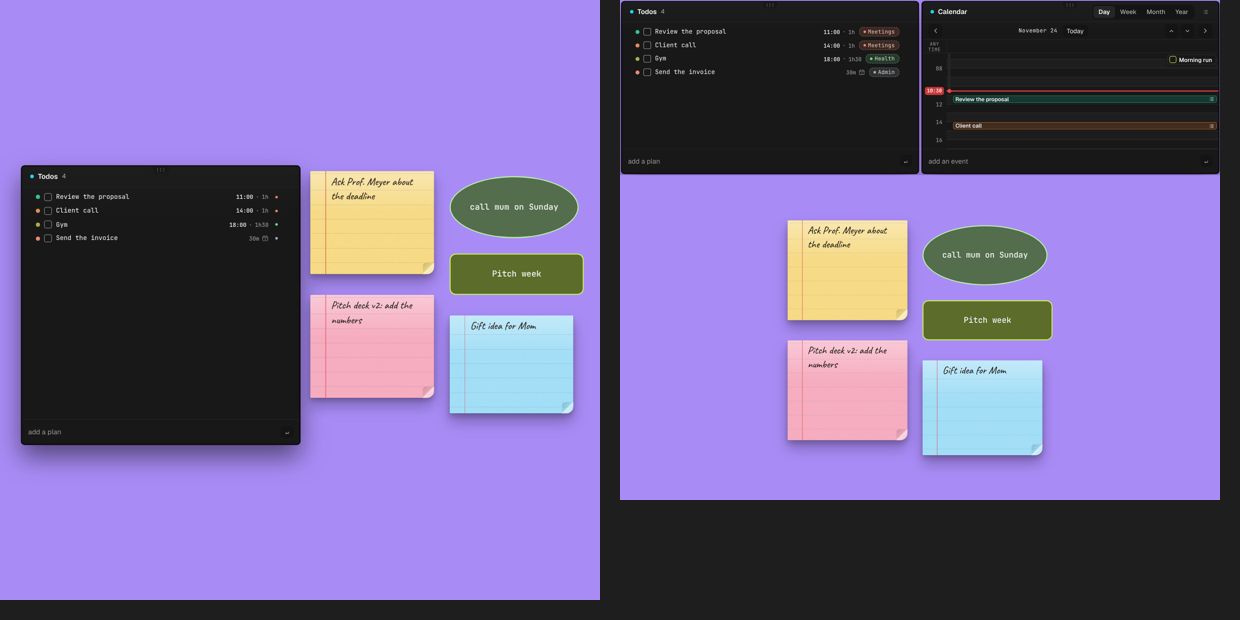 Todos 4
Review the proposal 11:00 · 1h
Client call 14:00 · 1h
Gym 18:00 · 1h30
Send the invoice 30m
add a plan
Ask Prof. Meyer about
the deadline
call mum on Sunday
Pitch week
Pitch deck v2: add the
numbers
Gift idea for Mom
Todos 4
Review the proposal 11:00 · 1h Meetings
Client call 14:00 · 1h Meetings
Gym 18:00 · 1h30 Health
Send the invoice 30m Admin
add a plan
Calendar Day Week Month Year
November 24 Today
ANY
TIME
Morning run
08
10:30
Review the proposal
12
Client call
14
16
add an event
Ask Prof. Meyer about
the deadline
call mum on Sunday
Pitch week
Pitch deck v2: add the
numbers
Gift idea for Mom